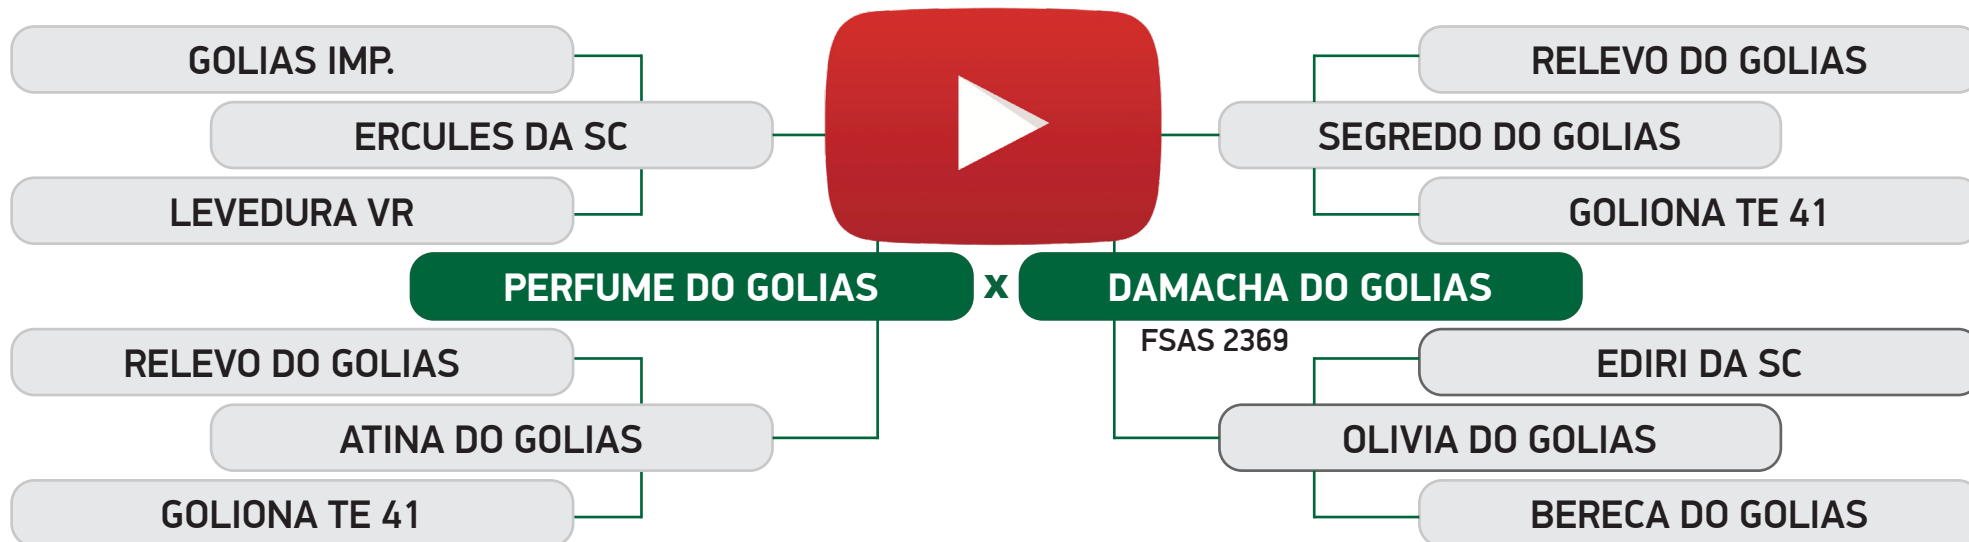 GOLIAS IMP.
RELEVO DO GOLIAS
ERCULES DA SC
SEGREDO DO GOLIAS
LEVEDURA VR
GOLIONA TE 41
PERFUME DO GOLIAS x DAMACHA DO GOLIAS
FSAS 2369
RELEVO DO GOLIAS
EDIRI DA SC
ATINA DO GOLIAS
OLIVIA DO GOLIAS
GOLIONA TE 41
BERECA DO GOLIAS